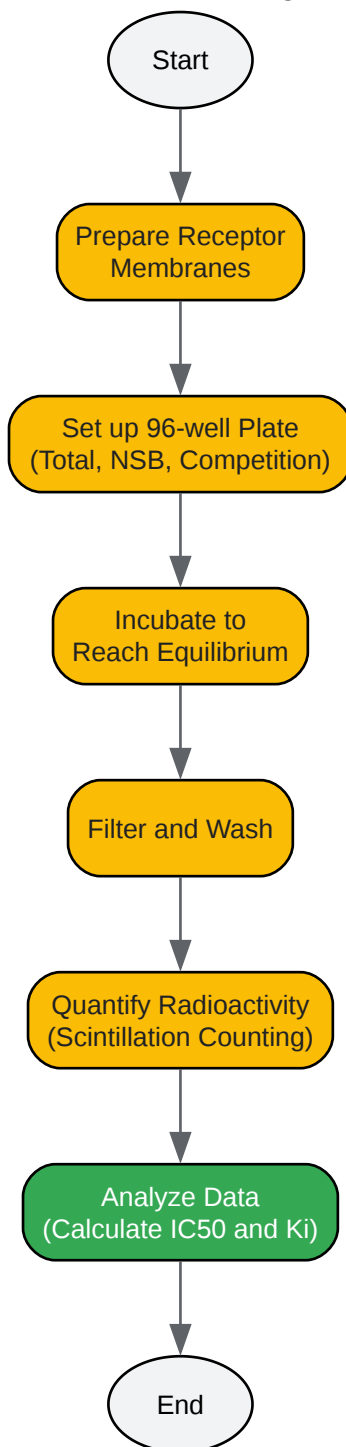 Start
Prepare Receptor
Membranes
Set up 96-well Plate
(Total, NSB, Competition)
Incubate to
Reach Equilibrium
Filter and Wash
Quantify Radioactivity
(Scintillation Counting)
Analyze Data
(Calculate IC50 and Ki)
End